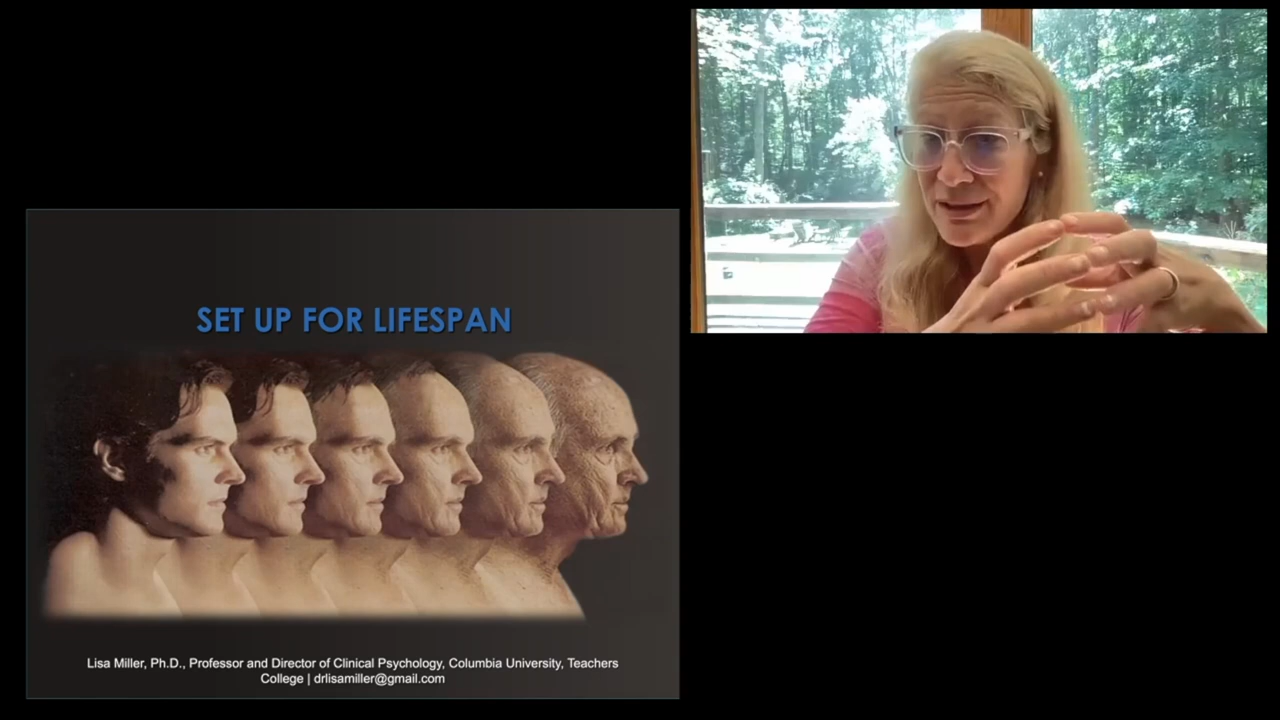 SET UP FOR LIFESPAN
Lisa Miller, Ph.D., Professor and Director of Clinical Psychology, Columbia University, Teachers
College | drlisamiller@gmail.com